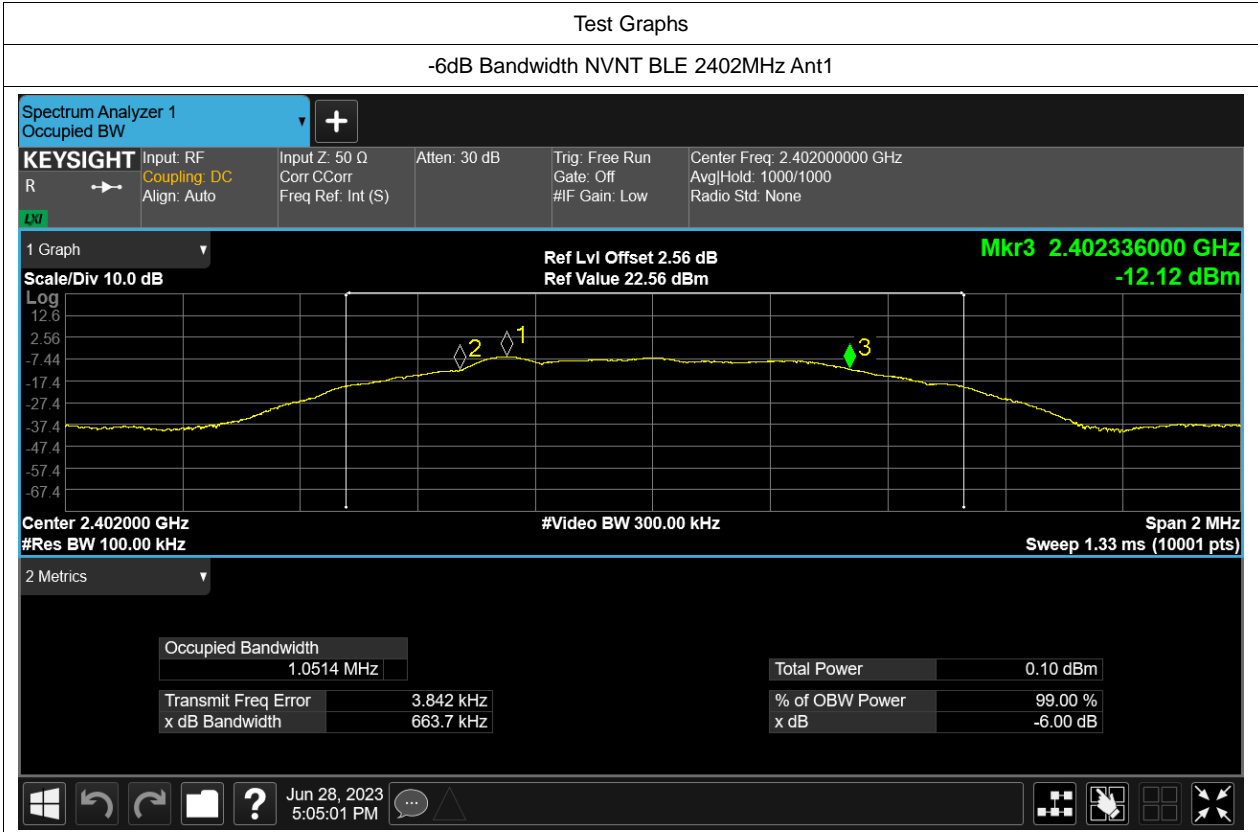 Test Graphs
-6dB Bandwidth NVNT BLE 2402MHz Ant1
Spectrum Analyzer 1
Occupied BW
KEYSIGHT
R
LXI
Input: RF
Coupling: DC
Align: Auto
Input Z: 50 Ω
Corr CCorr
Freq Ref: Int (S)
Atten: 30 dB
Trig: Free Run
Gate: Off
#IF Gain: Low
Center Freq: 2.402000000 GHz
Avg|Hold: 1000/1000
Radio Std: None
1 Graph
Scale/Div 10.0 dB
Ref Lvl Offset 2.56 dB
Ref Value 22.56 dBm
Mkr3 2.402336000 GHz
-12.12 dBm
Log
12.6
2.56
-7.44
-17.4
-27.4
-37.4
-47.4
-57.4
-67.4
2
1
3
Center 2.402000 GHz
#Res BW 100.00 kHz
#Video BW 300.00 kHz
Span 2 MHz
Sweep 1.33 ms (10001 pts)
2 Metrics
Occupied Bandwidth
1.0514 MHz
Transmit Freq Error 3.842 kHz
x dB Bandwidth 663.7 kHz
Total Power 0.10 dBm
% of OBW Power 99.00 %
x dB -6.00 dB
?
Jun 28, 2023
5:05:01 PM